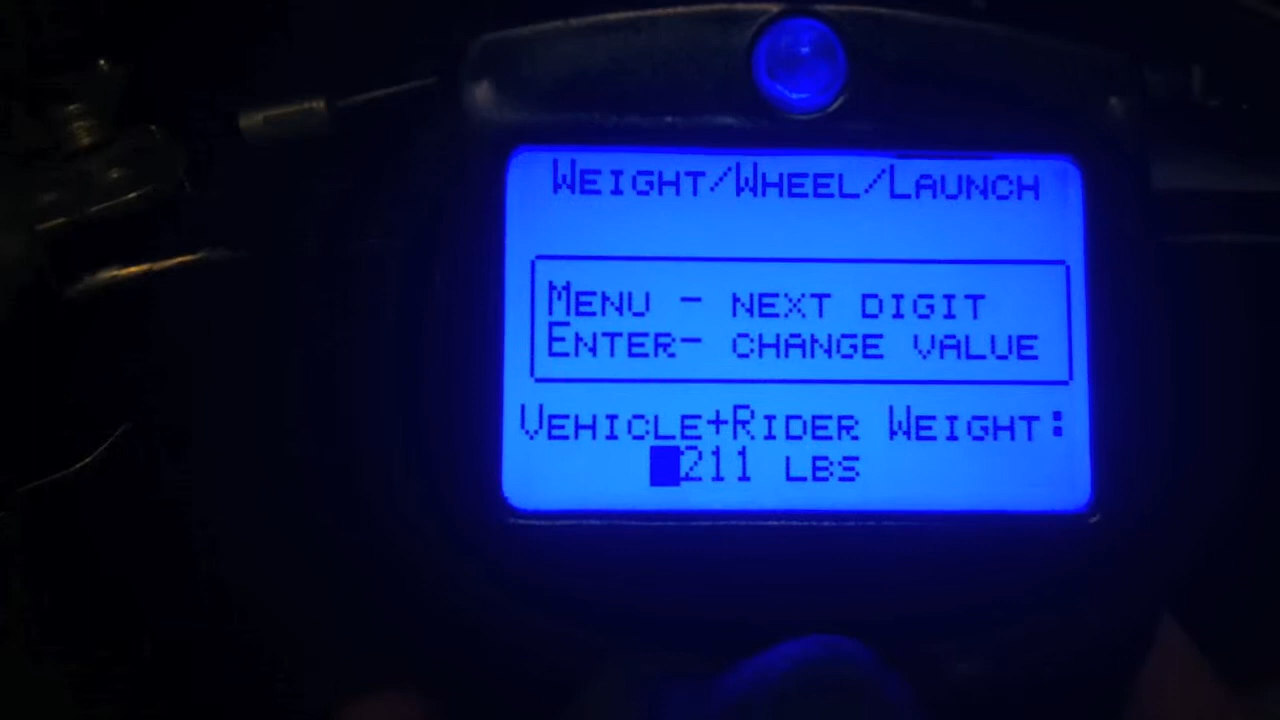 Weight/Wheel/Launch
Menu - next digit
Enter- change value
Vehicle+Rider Weight:
211 lbs